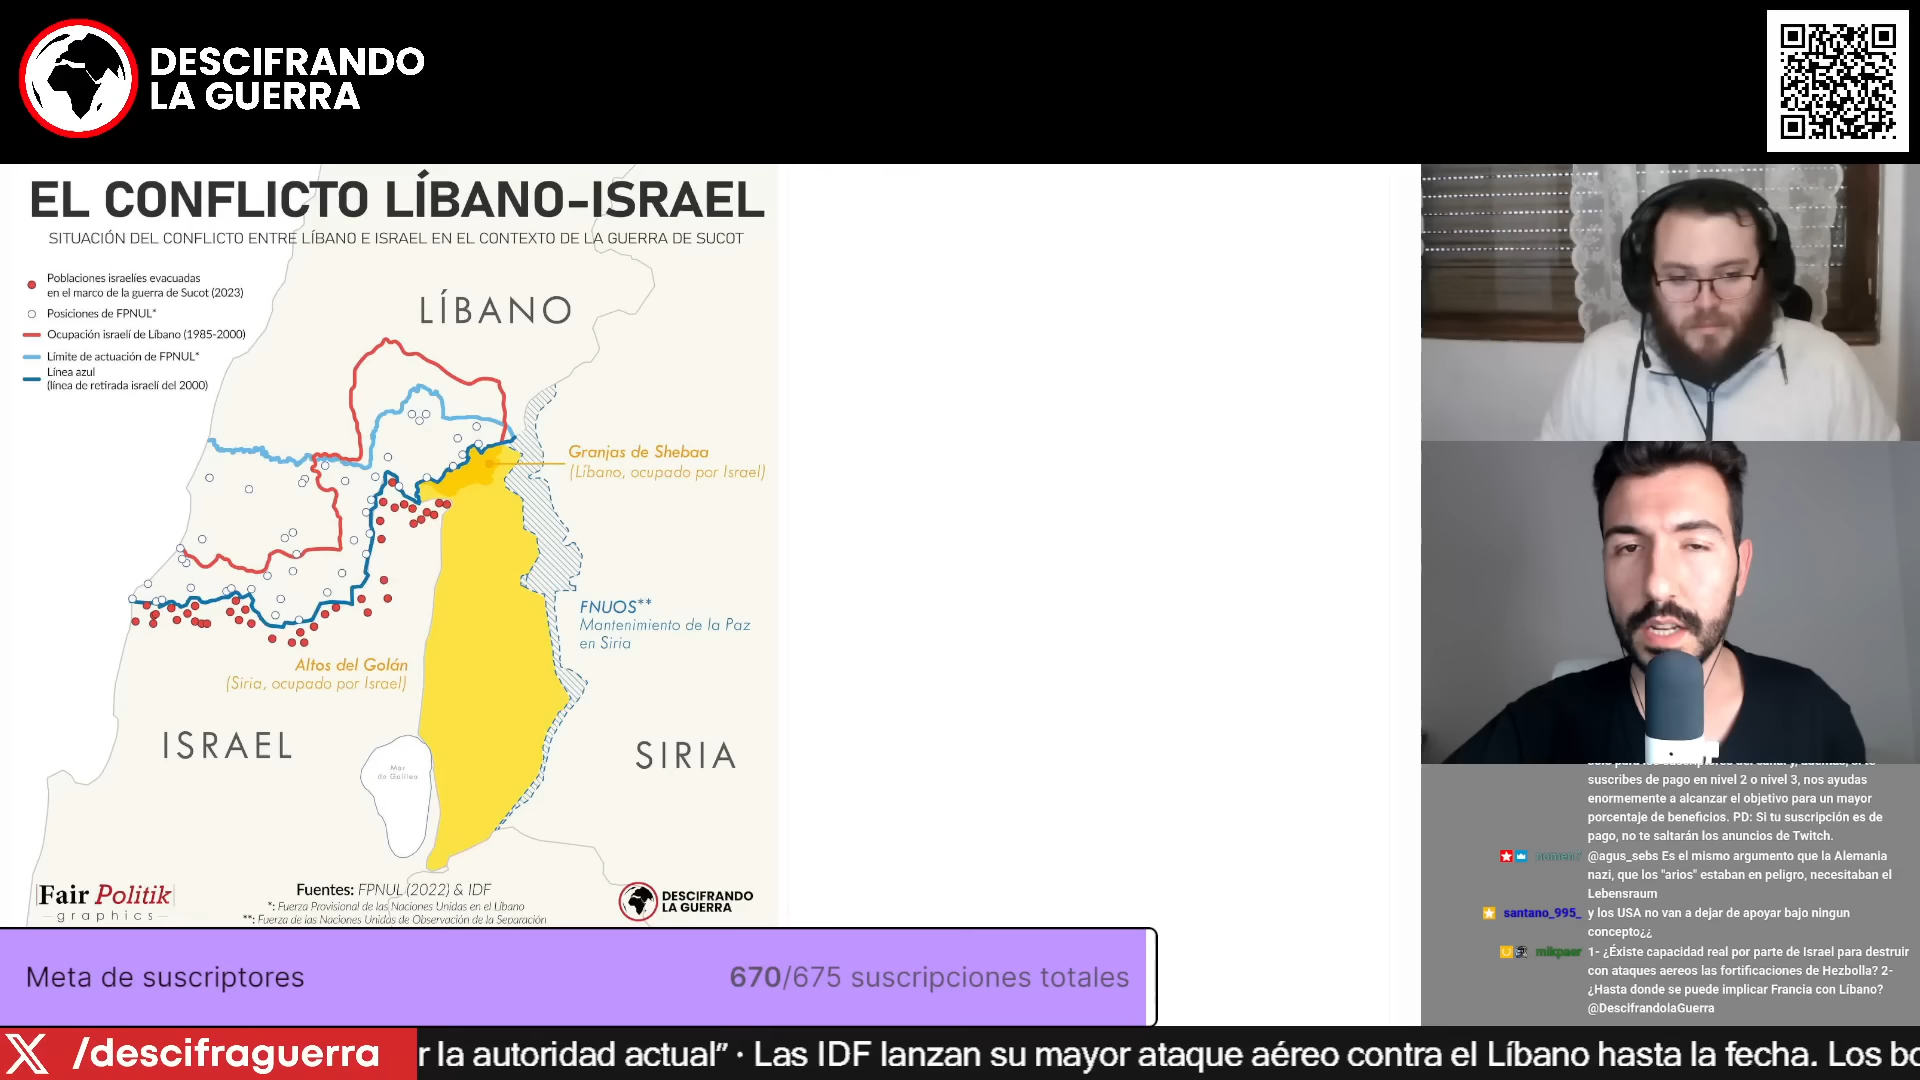 DESCIFRANDO
LA GUERRA
EL CONFLICTO LÍBANO-ISRAEL
SITUACIÓN DEL CONFLICTO ENTRE LÍBANO E ISRAEL EN EL CONTEXTO DE LA GUERRA DE SUCOT
Poblaciones israelíes evacuadas
en el marco de la guerra de Sucot (2023)
Posiciones de FPNUL*
Ocupación israelí de Líbano (1985-2000)
Límite de actuación de FPNUL*
Línea azul
(línea de retirada israelí del 2000)
LÍBANO
Granjas de Shebaa
(Líbano, ocupado por Israel)
FNUOS**
Mantenimiento de la Paz
en Siria
Altos del Golán
(Siria, ocupado por Israel)
ISRAEL
SIRIA
Mar
de Galilea
Fair Politik
graphics
Fuentes: FPNUL (2022) & IDF
*: Fuerza Provisional de las Naciones Unidas en el Líbano
**: Fuerza de las Naciones Unidas de Observación de la Separación
DESCIFRANDO
LA GUERRA
suscribes de pago en nivel 2 o nivel 3, nos ayudas
enormemente a alcanzar el objetivo para un mayor
porcentaje de beneficios. PD: Si tu suscripción es de
pago, no te saltarán los anuncios de Twitch.
@agus_sebs Es el mismo argumento que la Alemania
nazi, que los "arios" estaban en peligro, necesitaban el
Lebensraum
santano_995_ y los USA no van a dejar de apoyar bajo ningun
concepto¿¿
mikpaer 1- ¿Éxiste capacidad real por parte de Israel para destruir
con ataques aereos las fortificaciones de Hezbolla? 2-
¿Hasta donde se puede implicar Francia con Líbano?
@DescifrandolaGuerra
Meta de suscriptores 670/675 suscripciones totales
X /descifraguerra r la autoridad actual” · Las IDF lanzan su mayor ataque aéreo contra el Líbano hasta la fecha. Los bo